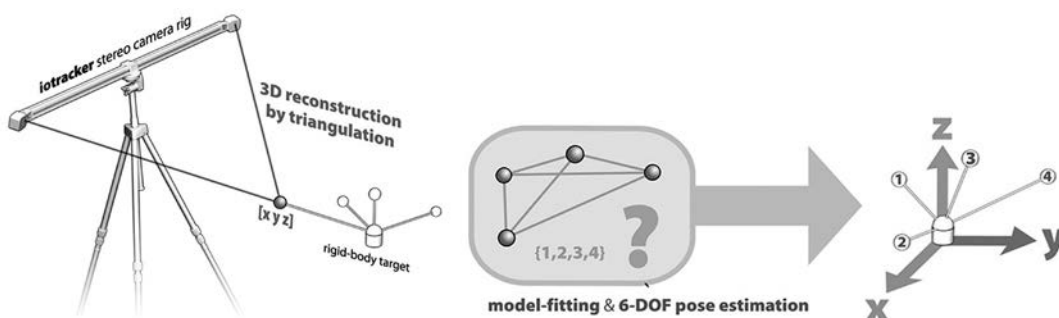 iotracker stereo camera rig
3D reconstruction
by triangulation
[x y z]
rigid-body target
{1,2,3,4}
?
model-fitting & 6-DOF pose estimation
z
1
3
4
2
y
x